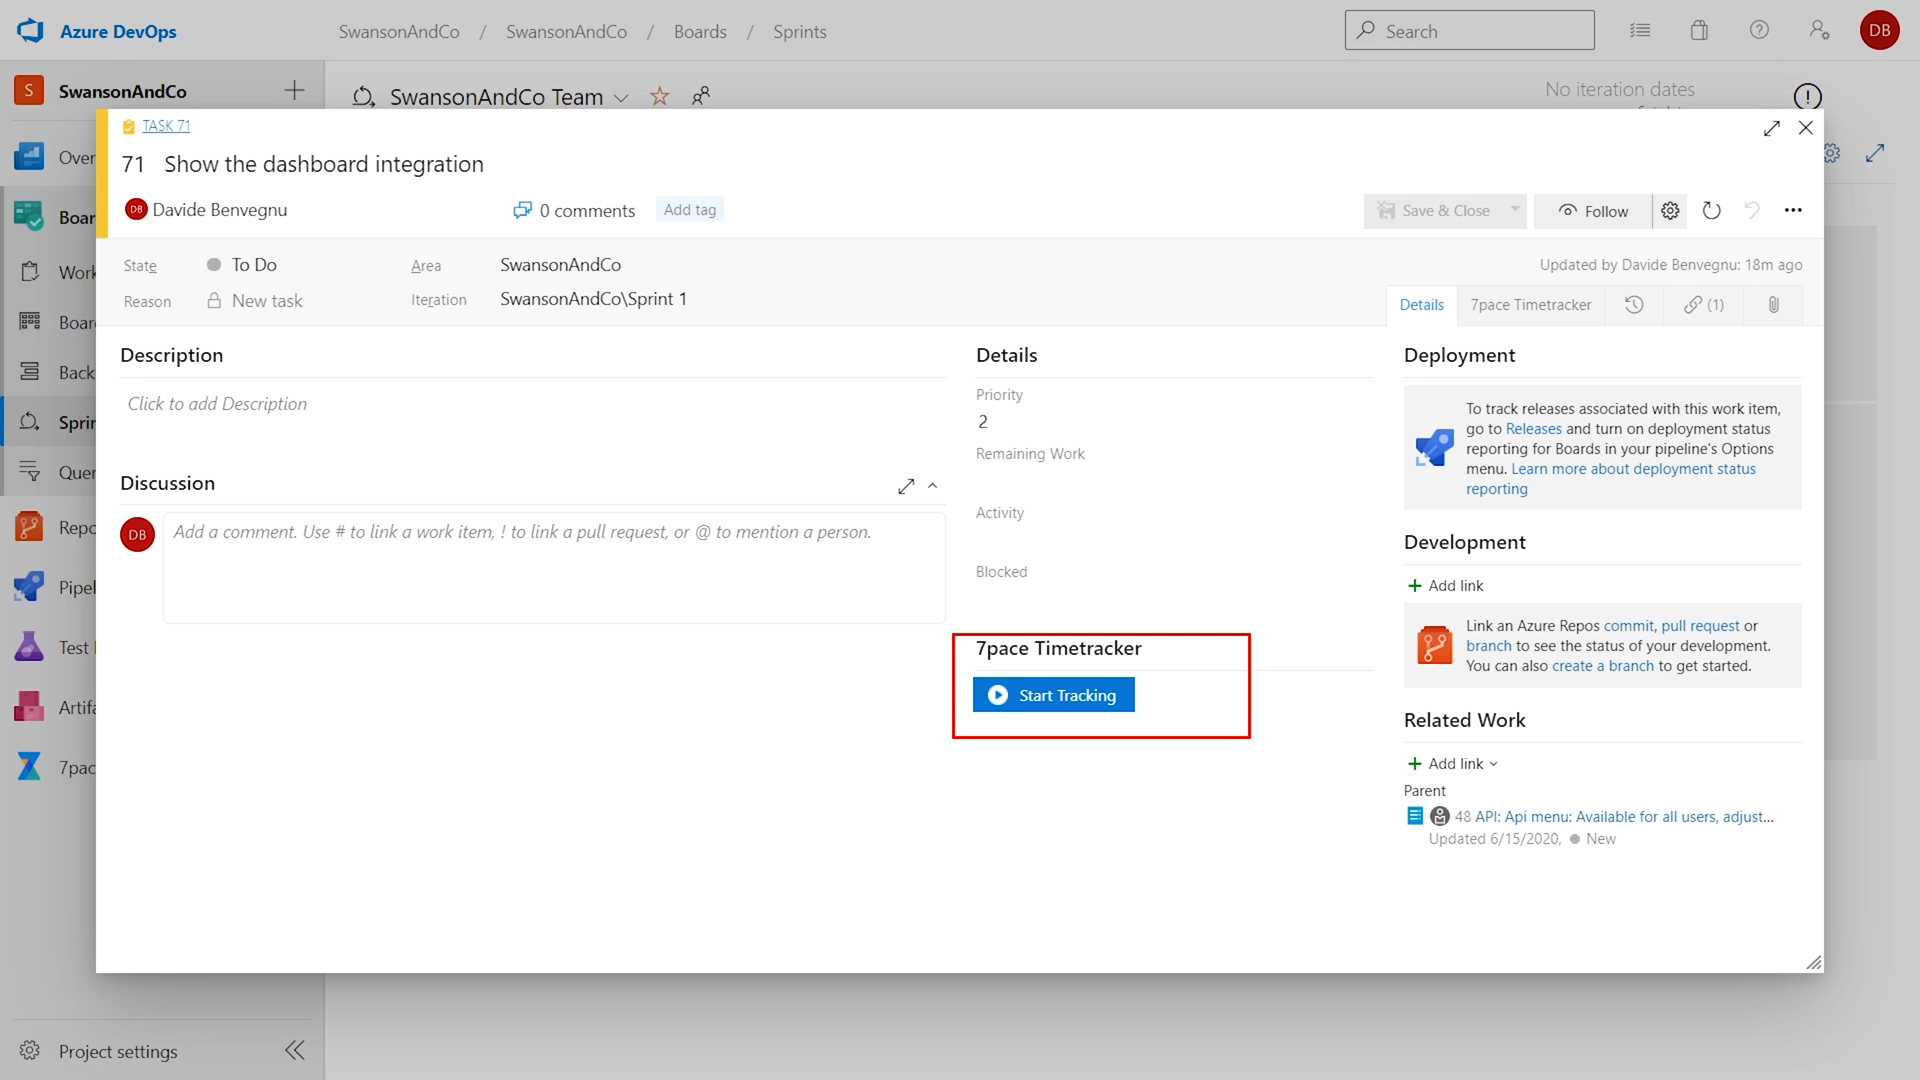 Azure DevOps
SwansonAndCo / SwansonAndCo / Boards / Sprints
Search
DB
S SwansonAndCo
SwansonAndCo Team
No iteration dates
Over
Boar
Work
Boar
Back
Sprin
Quer
Repo
Pipel
Test
Artifa
7pac
Project settings
TASK 71
71 Show the dashboard integration
DB Davide Benvegnu
0 comments
Add tag
Save & Close
Follow
State To Do
Area SwansonAndCo
Reason New task
Iteration SwansonAndCo\Sprint 1
Updated by Davide Benvegnu: 18m ago
Details
7pace Timetracker
(1)
Description
Click to add Description
Discussion
DB
Add a comment. Use # to link a work item, ! to link a pull request, or @ to mention a person.
Details
Priority
2
Remaining Work
Activity
Blocked
7pace Timetracker
Start Tracking
Deployment
To track releases associated with this work item,
go to Releases and turn on deployment status
reporting for Boards in your pipeline's Options
menu. Learn more about deployment status
reporting
Development
+ Add link
Link an Azure Repos commit, pull request or
branch to see the status of your development.
You can also create a branch to get started.
Related Work
+ Add link
Parent
48 API: Api menu: Available for all users, adjust...
Updated 6/15/2020, New